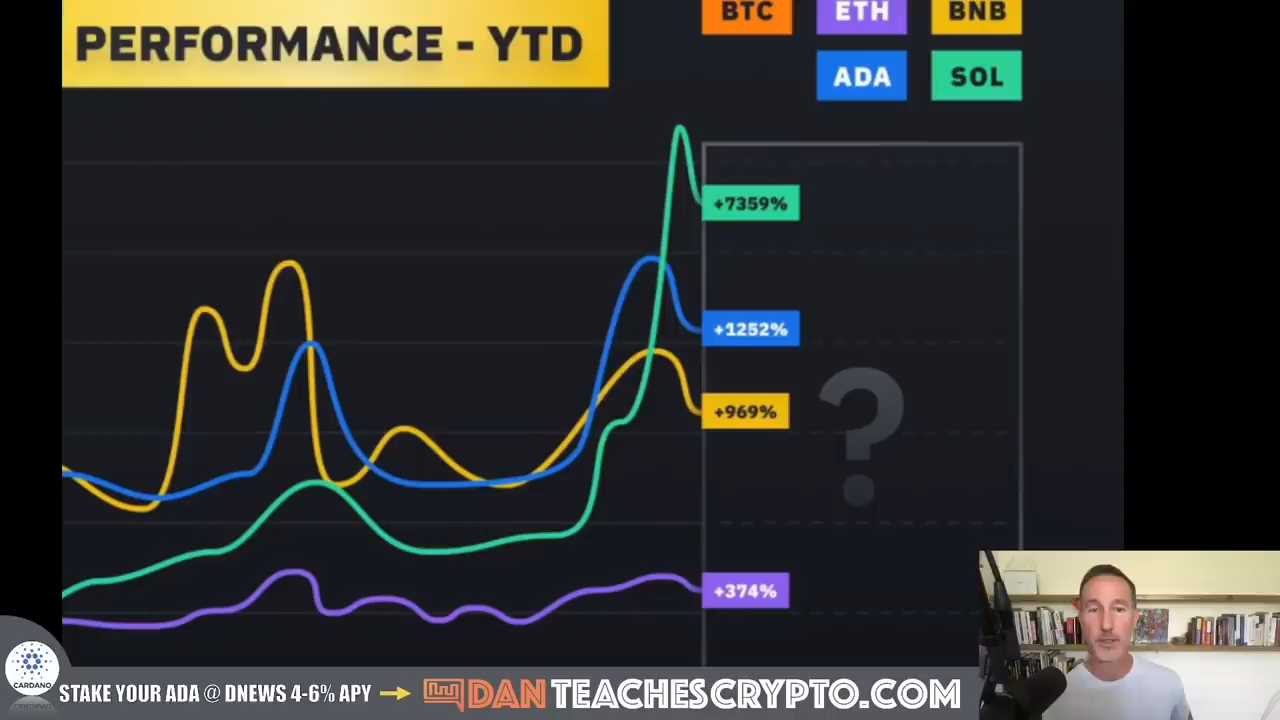 BTC ETH BNB
PERFORMANCE - YTD
ADA SOL
+7359%
+1252%
+969%
?
+374%
CARDANO
STAKE YOUR ADA @ DNEWS 4-6% APY
DANTEACHESCRYPTO.COM